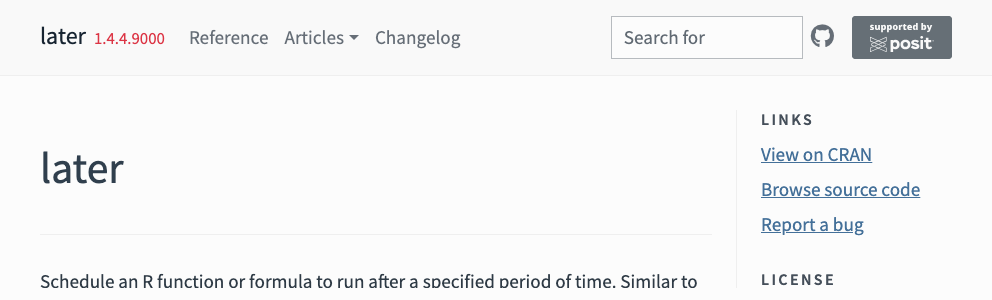 later 1.4.4.9000 Reference Articles Changelog Search for supported by posit
later
Schedule an R function or formula to run after a specified period of time. Similar to
LINKS
View on CRAN
Browse source code
Report a bug
LICENSE